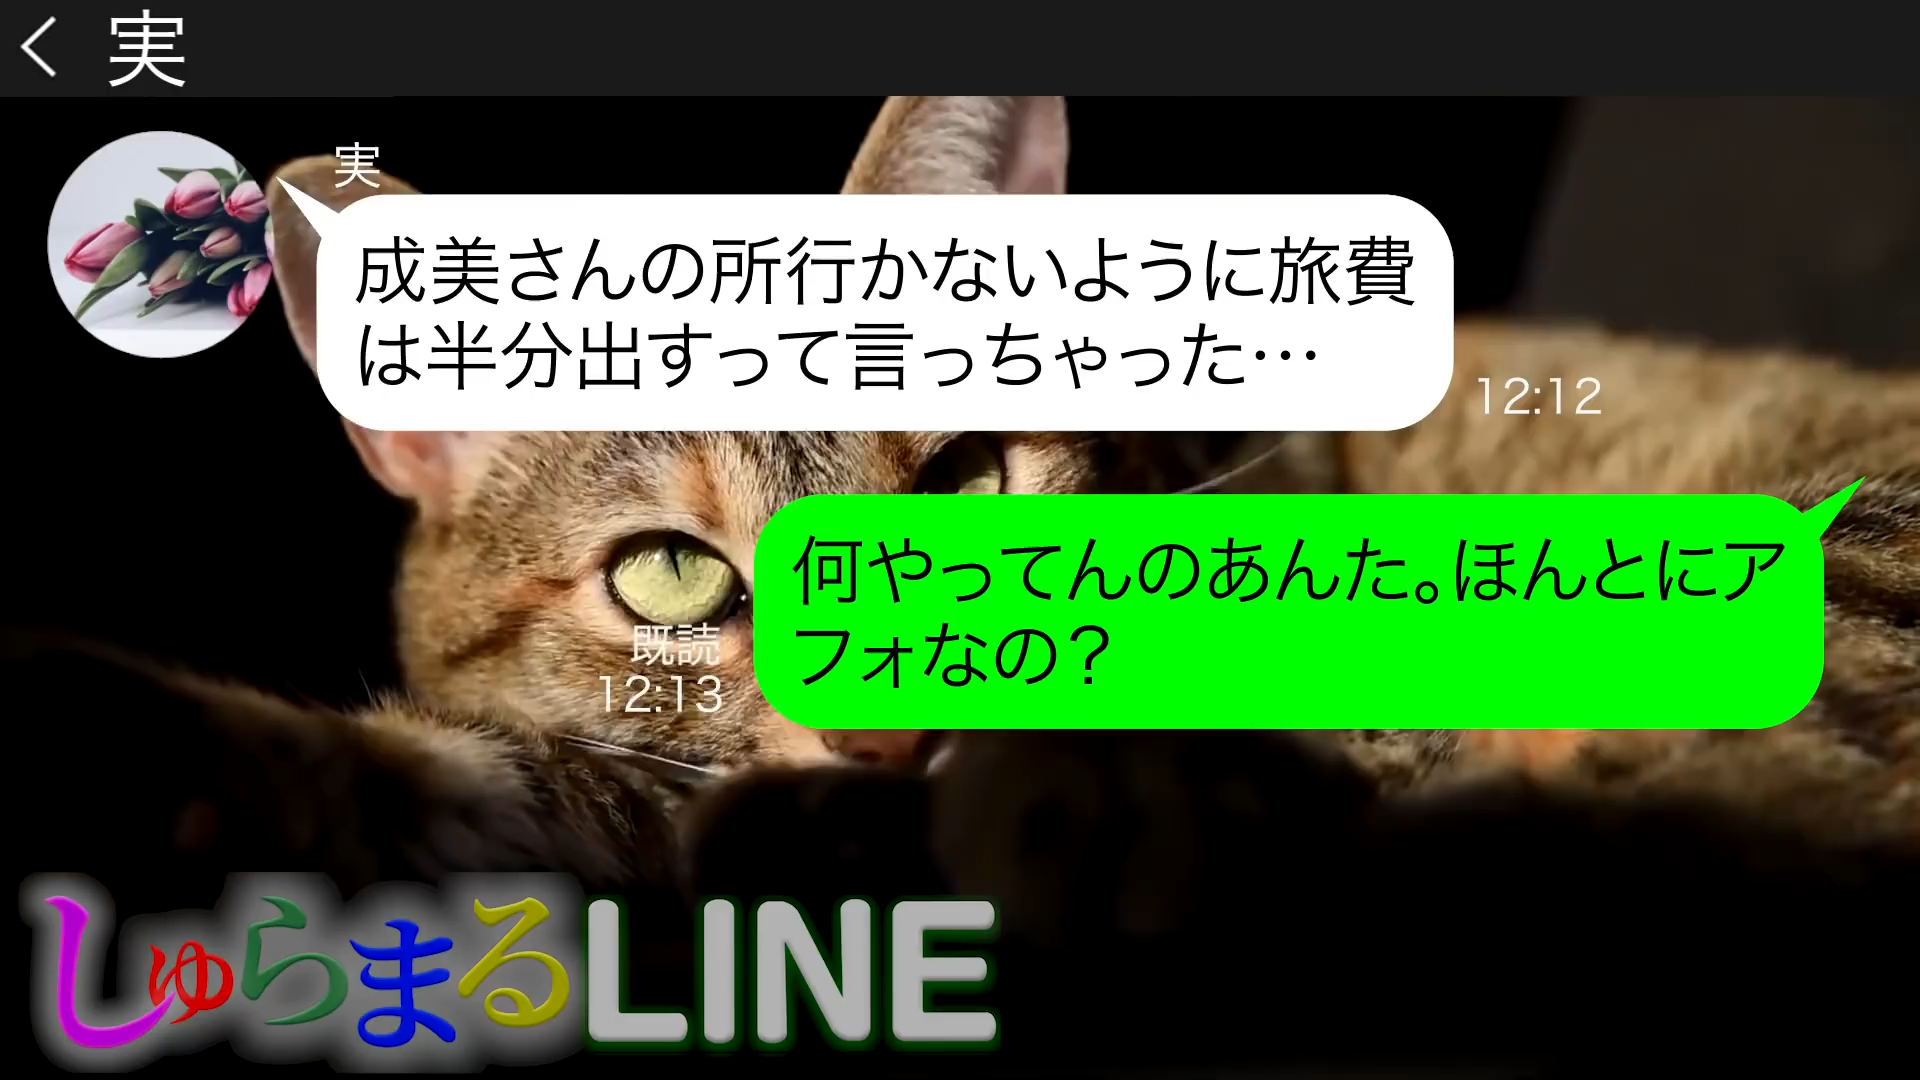 実
実
成美さんの所行かないように旅費
は半分出すって言っちゃった…
12:12
何やってんのあんた。ほんとにア
フォなの？
既読
12:13
しゅらまるLINE